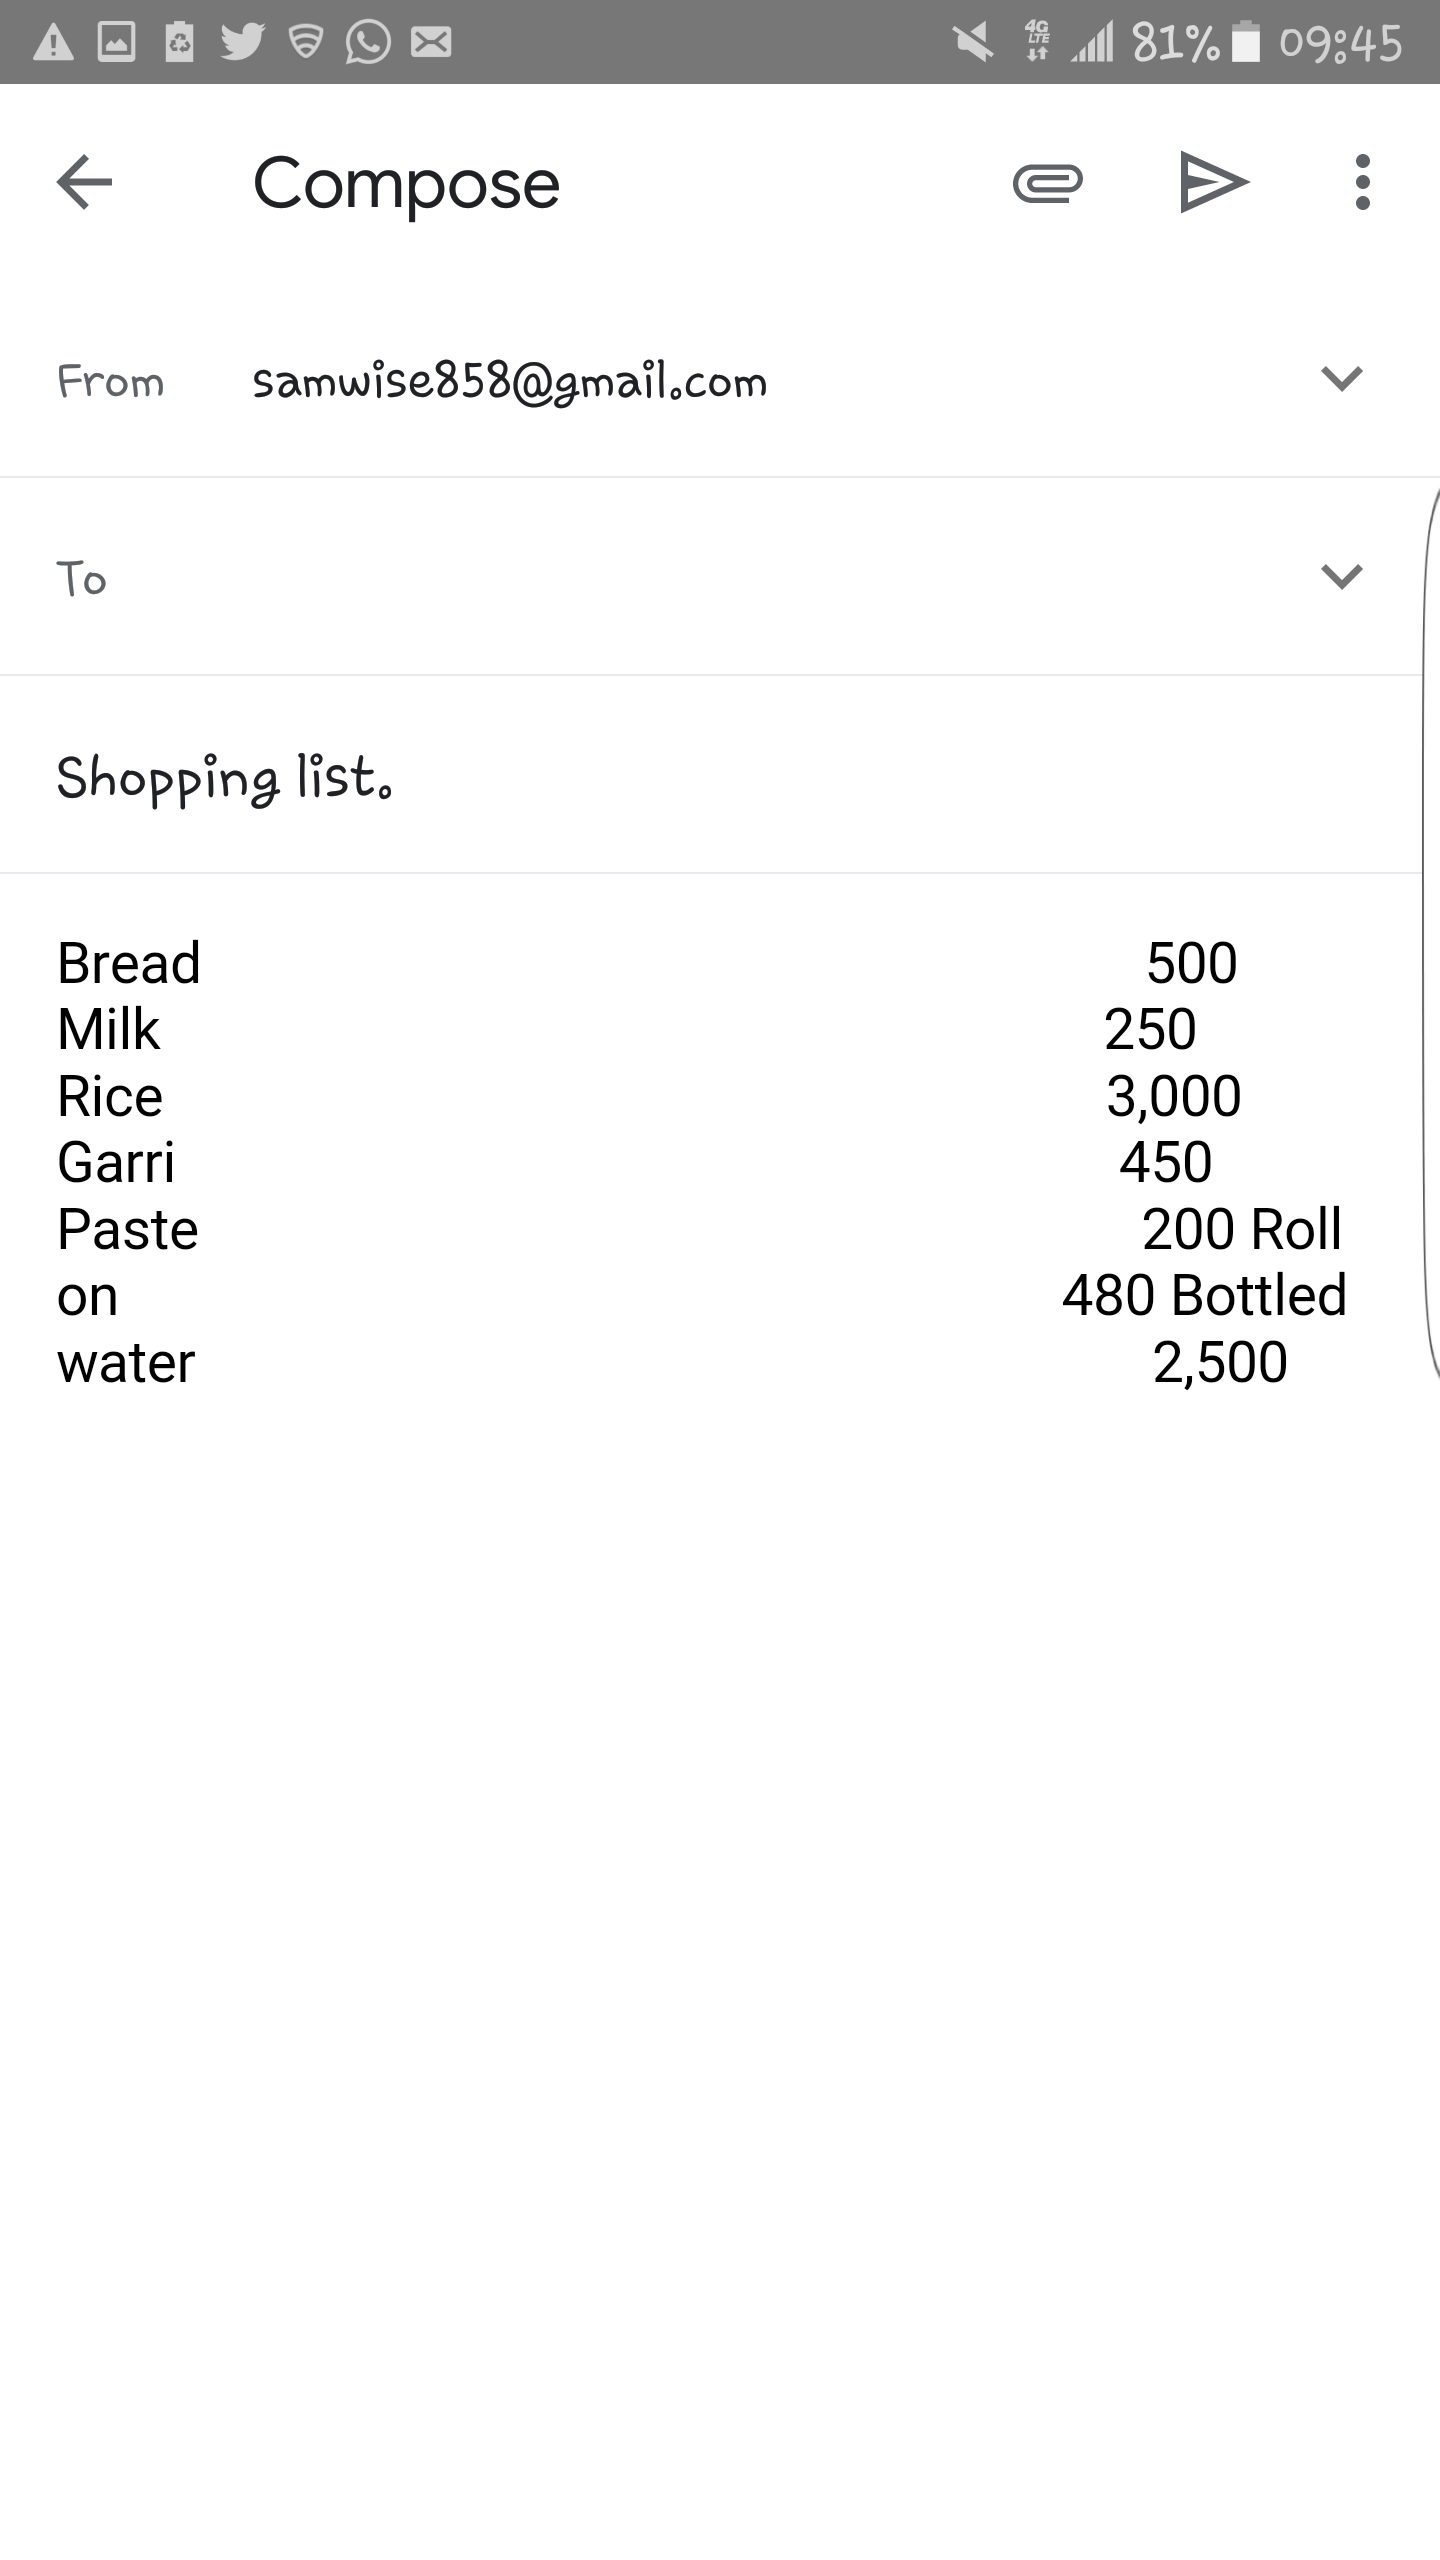 4G LTE 81% 09:45
Compose
From samwise858@gmail.com
To
Shopping list.
Bread 500
Milk 250
Rice 3,000
Garri 450
Paste 200 Roll
on 480 Bottled
water 2,500